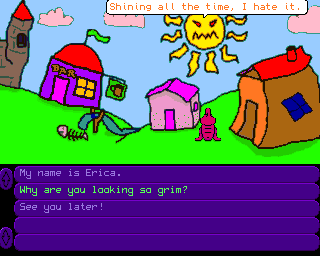 Shining all the time, I hate it.
BAR
My name is Erica.
Why are you looking so grim?
See you later!